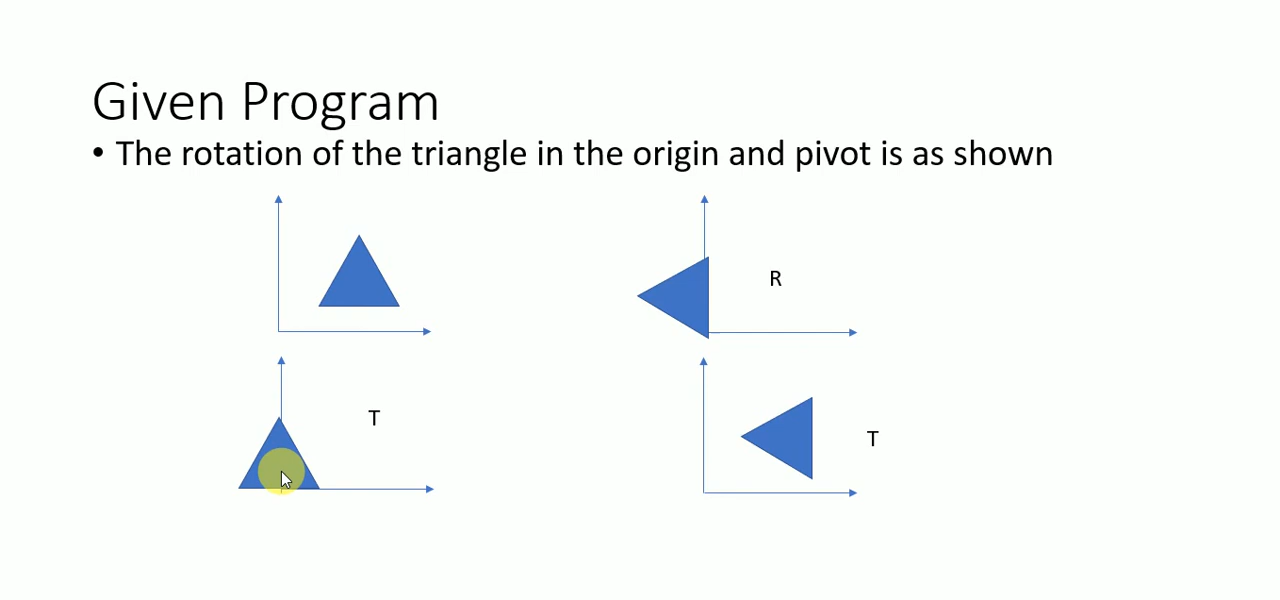 Given Program
• The rotation of the triangle in the origin and pivot is as shown
R
T
T